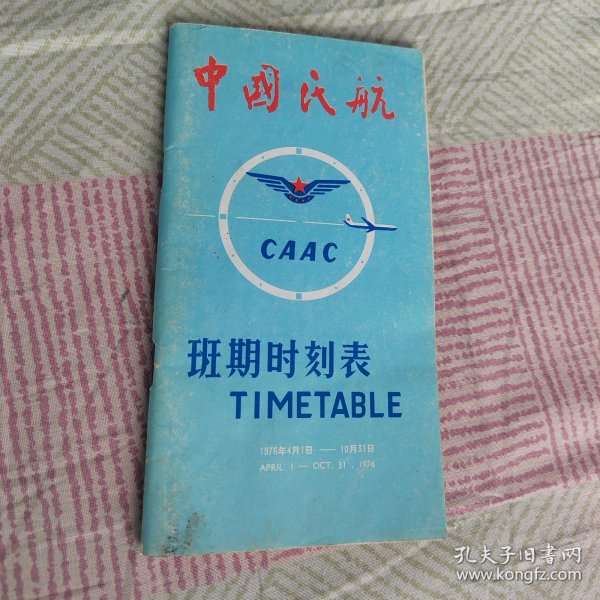 中國民航
CAAC
班期时刻表
TIMETABLE
1976年4月1日 — 10月31日
APRIL 1 — OCT. 31, 1976
孔夫子旧书网
www.kongfz.com